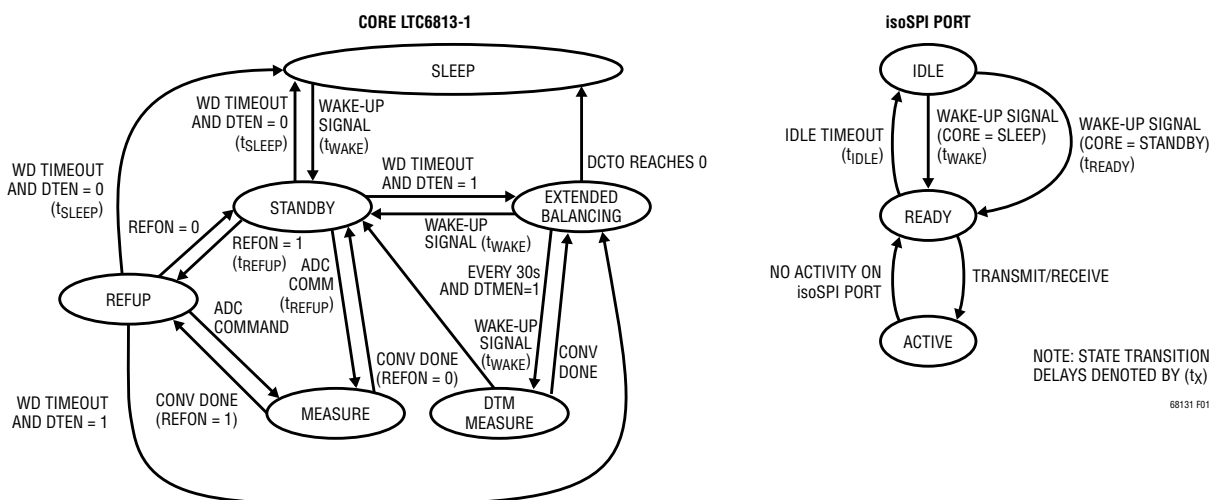 CORE LTC6813-1
isoSPI PORT
SLEEP
IDLE
WD TIMEOUT
AND DTEN = 0
(tSLEEP)
WAKE-UP
SIGNAL
(tWAKE)
WD TIMEOUT
AND DTEN = 0
(tSLEEP)
WD TIMEOUT
AND DTEN = 1
DCTO REACHES 0
IDLE TIMEOUT
(tIDLE)
WAKE-UP SIGNAL
(CORE = SLEEP)
(tWAKE)
WAKE-UP SIGNAL
(CORE = STANDBY)
(tREADY)
STANDBY
EXTENDED
BALANCING
READY
REFON = 0
REFON = 1
(tREFUP)
WAKE-UP
SIGNAL (tWAKE)
ADC
COMM
(tREFUP)
EVERY 30s
AND DTMEN=1
NO ACTIVITY ON
isoSPI PORT
TRANSMIT/RECEIVE
REFUP
ADC
COMMAND
WAKE-UP
SIGNAL
(tWAKE)
CONV
DONE
CONV DONE
(REFON = 0)
ACTIVE
WD TIMEOUT
AND DTEN = 1
CONV DONE
(REFON = 1)
MEASURE
DTM
MEASURE
NOTE: STATE TRANSITION
DELAYS DENOTED BY (tX)
68131 F01